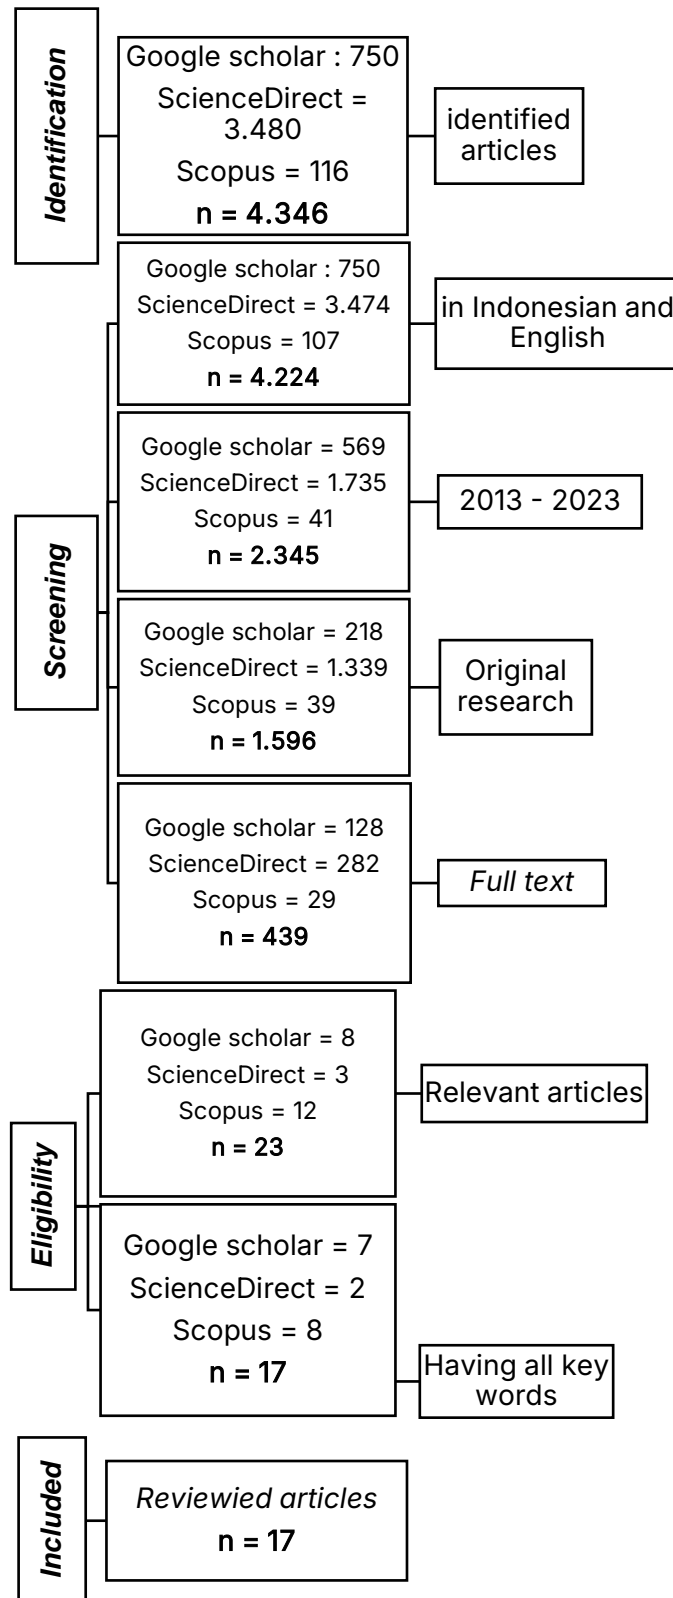 Identification
Google scholar : 750
ScienceDirect =
3.480
Scopus = 116
n = 4.346
identified
articles
Screening
Google scholar : 750
ScienceDirect = 3.474
Scopus = 107
n = 4.224
in Indonesian and
English
Google scholar = 569
ScienceDirect = 1.735
Scopus = 41
n = 2.345
2013 - 2023
Google scholar = 218
ScienceDirect = 1.339
Scopus = 39
n = 1.596
Original
research
Google scholar = 128
ScienceDirect = 282
Scopus = 29
n = 439
Full text
Eligibility
Google scholar = 8
ScienceDirect = 3
Scopus = 12
n = 23
Relevant articles
Google scholar = 7
ScienceDirect = 2
Scopus = 8
n = 17
Having all key
words
Included
Reviewied articles
n = 17